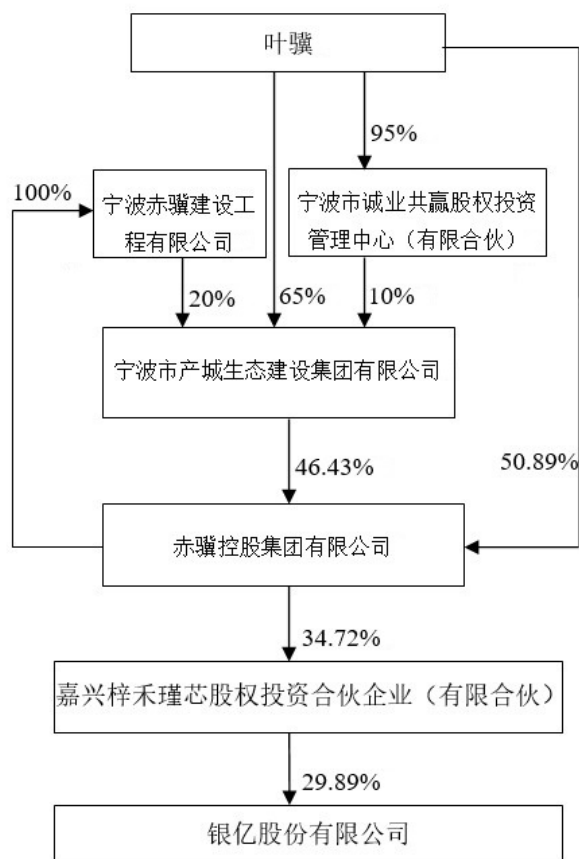 叶骥
95%
100%
宁波赤骥建设工
程有限公司
宁波市诚业共赢股权投资
管理中心（有限合伙）
20%
65%
10%
宁波市产城生态建设集团有限公司
46.43%
50.89%
赤骥控股集团有限公司
34.72%
嘉兴梓禾瑾芯股权投资合伙企业（有限合伙）
29.89%
银亿股份有限公司